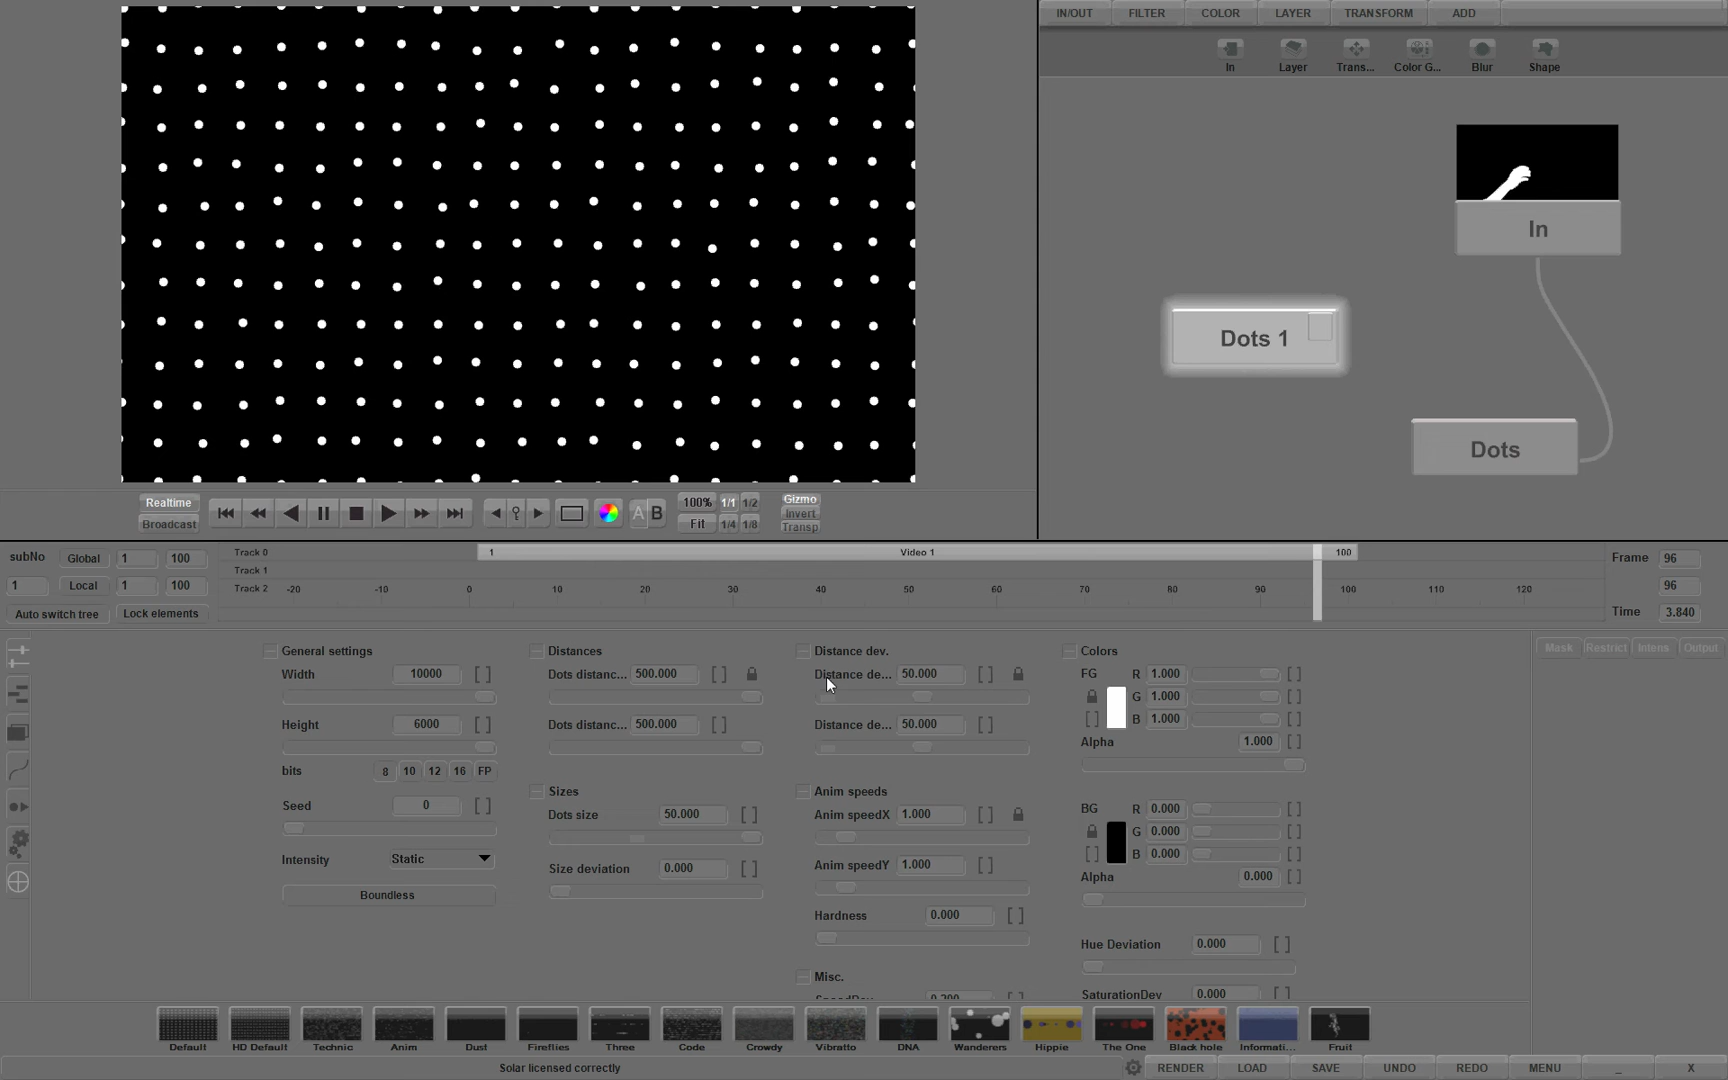 IN/OUT FILTER COLOR LAYER TRANSFORM ADD
In Layer Trans... Color G... Blur Shape
In
Dots 1
Dots
Realtime 100% 1/1 1/2 Gizmo
A B Invert
Broadcast Fit 1/4 1/8 Transp
subNo Global 1 100 Track 0 1 Video 1 100 Frame 96
Track 1
1 Local 1 100 Track 2 -20 -10 0 10 20 30 40 50 60 70 80 90 100 110 120 96
Auto switch tree Lock elements Time 3.840
General settings Distances Distance dev. Colors Mask Restrict Intens Output
Width 10000 [ ] Dots distanc... 500.000 [ ] Distance de... 50.000 [ ] FG R 1.000 [ ]
G 1.000 [ ]
Height 6000 [ ] Dots distanc... 500.000 [ ] Distance de... 50.000 [ ] [ ] B 1.000 [ ]
Alpha 1.000 [ ]
bits 8 10 12 16 FP
Sizes Anim speeds
Seed 0 [ ] Dots size 50.000 [ ] Anim speedX 1.000 [ ] BG R 0.000 [ ]
G 0.000 [ ]
Intensity Static Size deviation 0.000 [ ] Anim speedY 1.000 [ ] [ ] B 0.000 [ ]
Alpha 0.000 [ ]
Boundless
Hardness 0.000 [ ]
Hue Deviation 0.000 [ ]
Misc.
SpeedDev 0.200 [ ] SaturationDev 0.000 [ ]
Default HD Default Technic Anim Dust Fireflies Three Code Crowdy Vibratto DNA Wanderers Hippie The One Black hole Informati... Fruit
Solar licensed correctly RENDER LOAD SAVE UNDO REDO MENU _ X